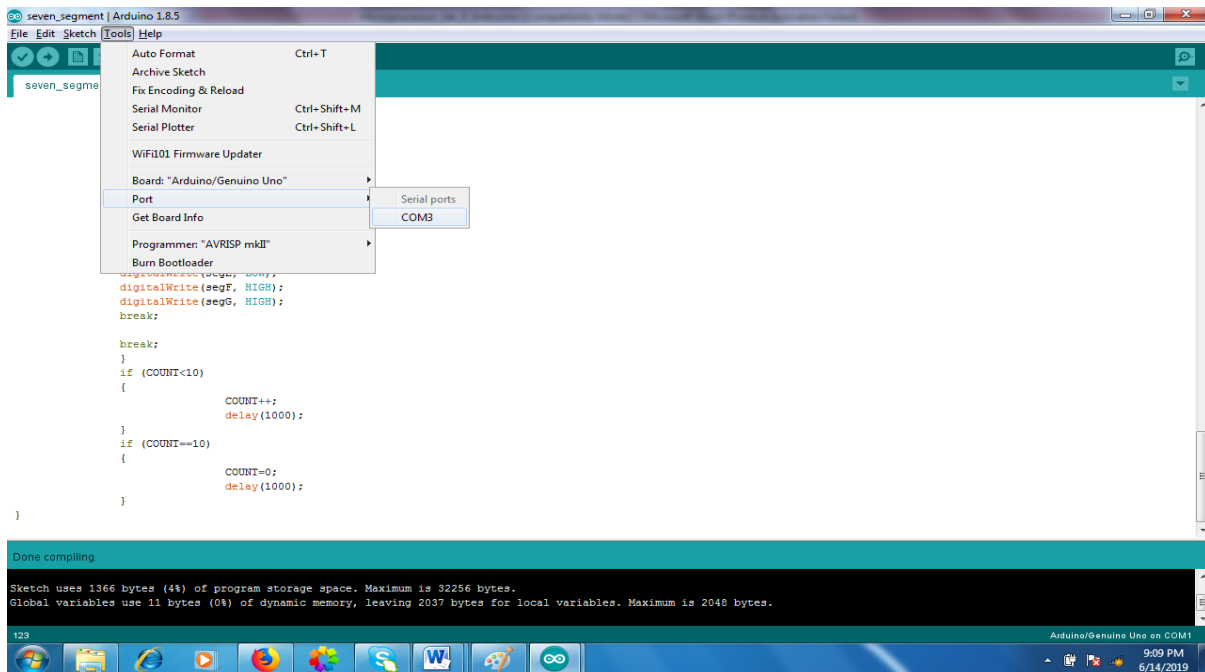 seven_segment | Arduino 1.8.5
File Edit Sketch Tools Help
seven_segme
Auto Format Ctrl+T
Archive Sketch
Fix Encoding & Reload
Serial Monitor Ctrl+Shift+M
Serial Plotter Ctrl+Shift+L
WiFi101 Firmware Updater
Board: "Arduino/Genuino Uno"
Port
Serial ports
COM3
Get Board Info
Programmer: "AVRISP mkII"
Burn Bootloader
digitalWrite(segE, LOW);
digitalWrite(segF, HIGH);
digitalWrite(segG, HIGH);
break;
break;
}
if (COUNT<10)
{
COUNT++;
delay(1000);
}
if (COUNT==10)
{
COUNT=0;
delay(1000);
}
}
Done compiling.
Sketch uses 1366 bytes (4%) of program storage space. Maximum is 32256 bytes.
Global variables use 11 bytes (0%) of dynamic memory, leaving 2037 bytes for local variables. Maximum is 2048 bytes.
123 Arduino/Genuino Uno on COM1
9:09 PM
6/14/2019